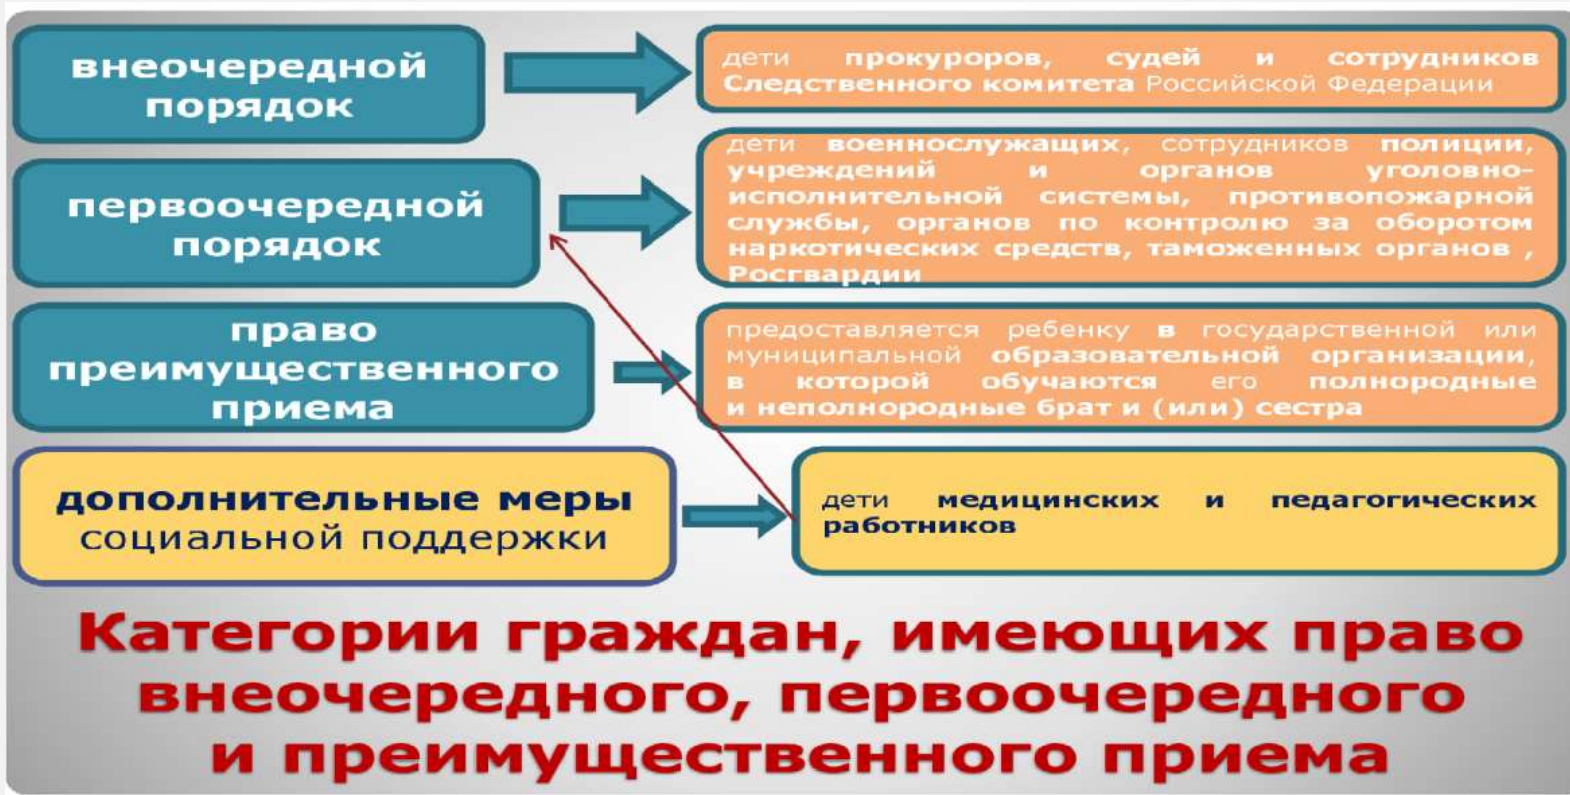 внеочередной
порядок
дети прокуроров, судей и сотрудников
Следственного комитета Российской Федерации
первоочередной
порядок
дети военнослужащих, сотрудников полиции,
учреждений и органов уголовно-
исполнительной системы, противопожарной
службы, органов по контролю за оборотом
наркотических средств, таможенных органов ,
Росгвардии
право
преимущественного
приема
предоставляется ребенку в государственной или
муниципальной образовательной организации,
в которой обучаются его полнородные
и неполнородные брат и (или) сестра
дополнительные меры
социальной поддержки
дети медицинских и педагогических
работников
Категории граждан, имеющих право
внеочередного, первоочередного
и преимущественного приема